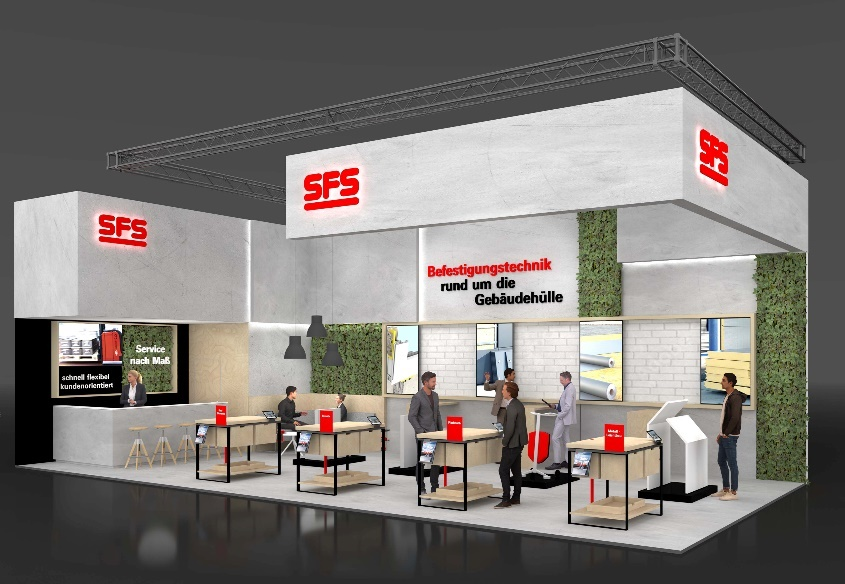 SFS
SFS
SFS
Befestigungstechnik
rund um die
Gebäudehülle
Service
nach Maß
schnell flexibel
kundenorientiert